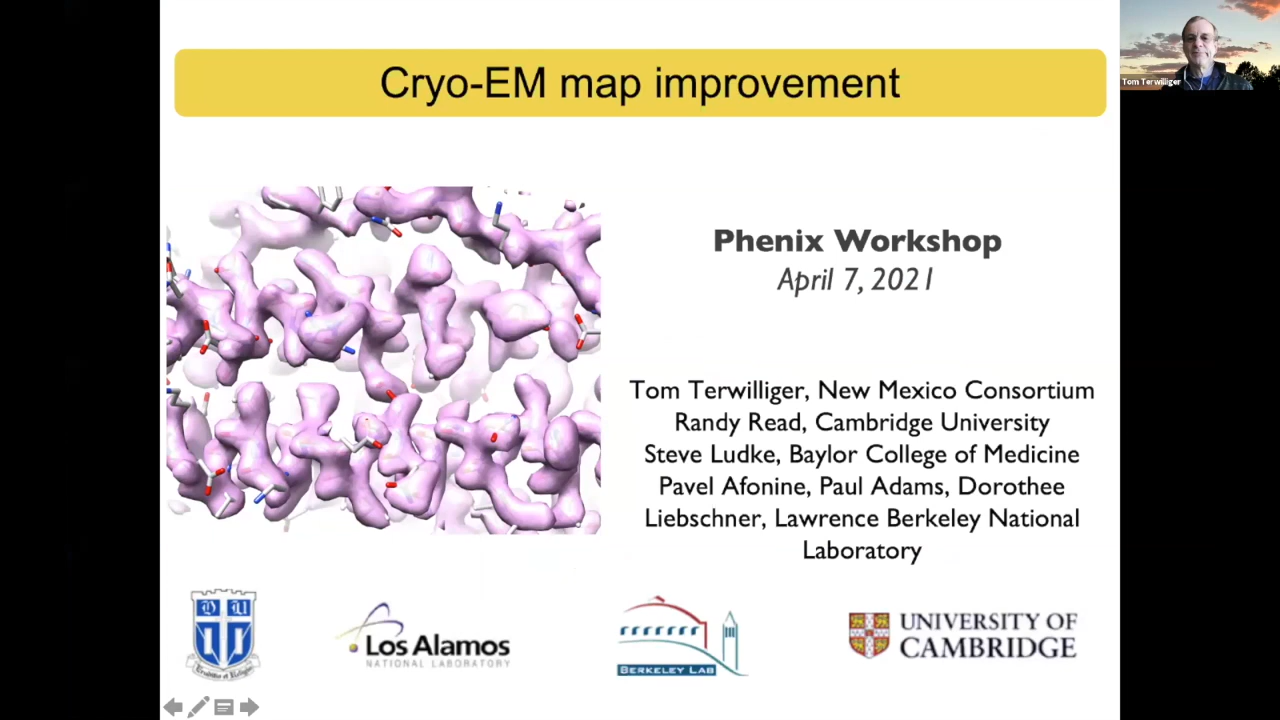 Cryo-EM map improvement
Tom Terwilliger
Phenix Workshop
April 7, 2021
Tom Terwilliger, New Mexico Consortium
Randy Read, Cambridge University
Steve Ludke, Baylor College of Medicine
Pavel Afonine, Paul Adams, Dorothee
Liebschner, Lawrence Berkeley National
Laboratory
Los Alamos
NATIONAL LABORATORY
BERKELEY LAB
UNIVERSITY OF
CAMBRIDGE